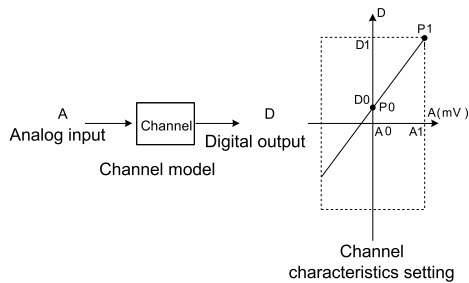 A
Analog input
Channel
Channel model
D
Digital output
D
P1
D1
D0
P0
A(mV)
A0
A1
Channel
characteristics setting